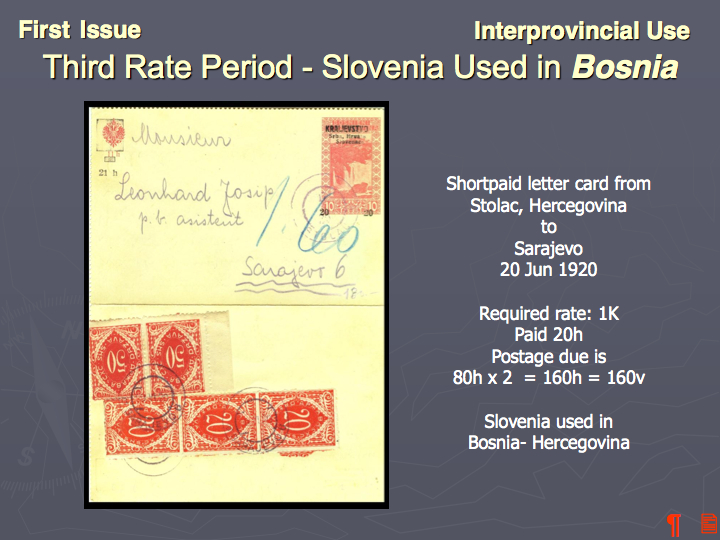 First Issue
Interprovincial Use
Third Rate Period - Slovenia Used in Bosnia
KRALJEVSTVO
21 h
Monsieur
Leonhard Josip
p. b. asistent
1.60
Sarajevo 6
10
10
20
20
50
50
20
20
20
Shortpaid letter card from
Stolac, Hercegovina
to
Sarajevo
20 Jun 1920
Required rate: 1K
Paid 20h
Postage due is
80h x 2 = 160h = 160v
Slovenia used in
Bosnia- Hercegovina
¶